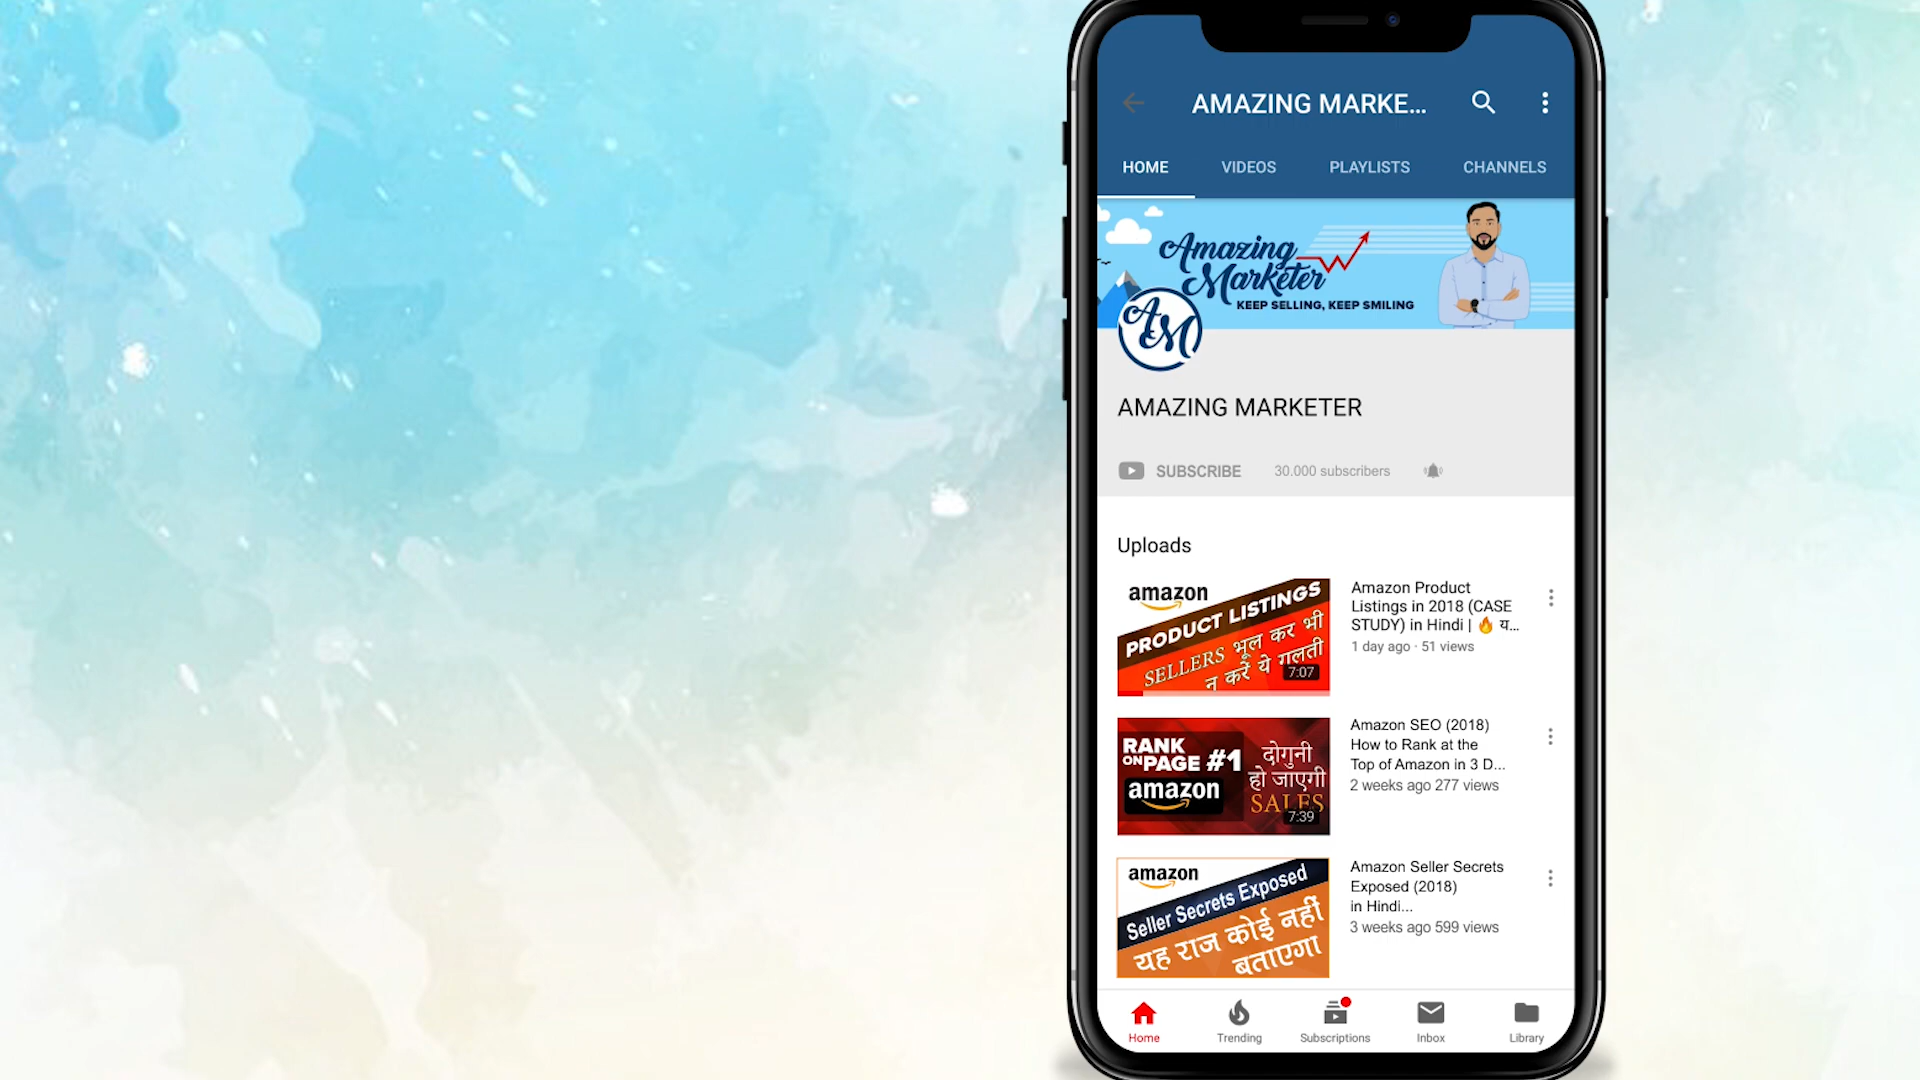 AMAZING MARKE...
HOME VIDEOS PLAYLISTS CHANNELS
Amazing
Marketer
KEEP SELLING, KEEP SMILING
AM
AMAZING MARKETER
SUBSCRIBE 30.000 subscribers
Uploads
amazon
PRODUCT LISTINGS
SELLERS भूल कर भी
न करें ये गलती
7:07
Amazon Product
Listings in 2018 (CASE
STUDY) in Hindi | 🔥 य...
1 day ago · 51 views
RANK
ON PAGE #1
amazon
दोगुनी
हो जाएगी
SALES
7:39
Amazon SEO (2018)
How to Rank at the
Top of Amazon in 3 D...
2 weeks ago 277 views
amazon
Seller Secrets Exposed
यह राज कोई नहीं
बताएगा
Amazon Seller Secrets
Exposed (2018)
in Hindi...
3 weeks ago 599 views
Home Trending Subscriptions Inbox Library